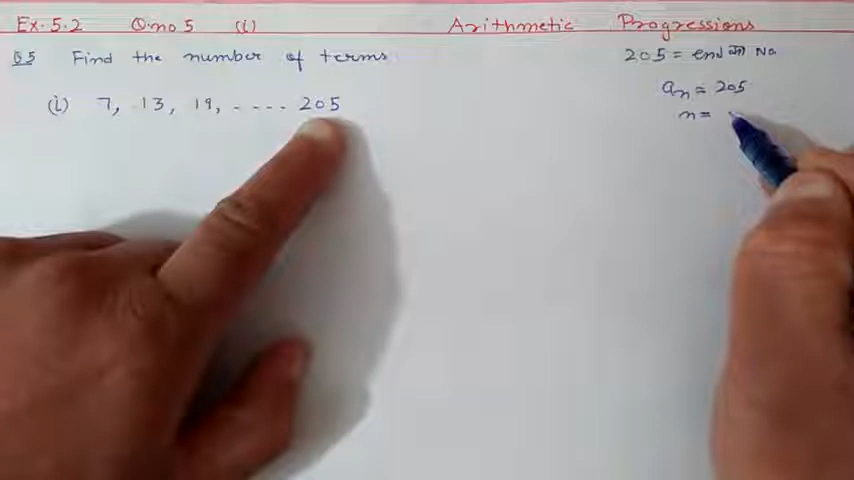 Ex. 5.2 Q.no 5 (i) Arithmetic Progressions
Q.5 Find the number of terms
(i) 7, 13, 19, ---- 205
205 = end का No
an = 205
n =